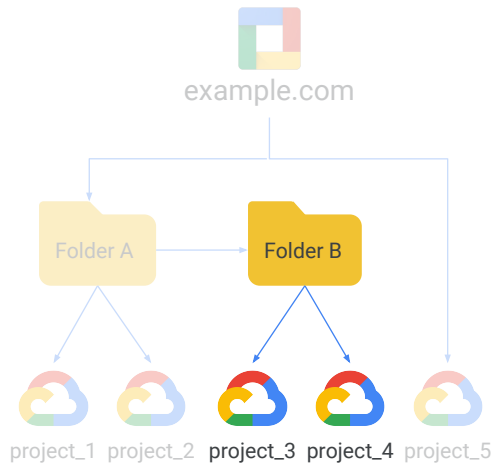 example.com
Folder A
Folder B
project_1
project_2
project_3
project_4
project_5